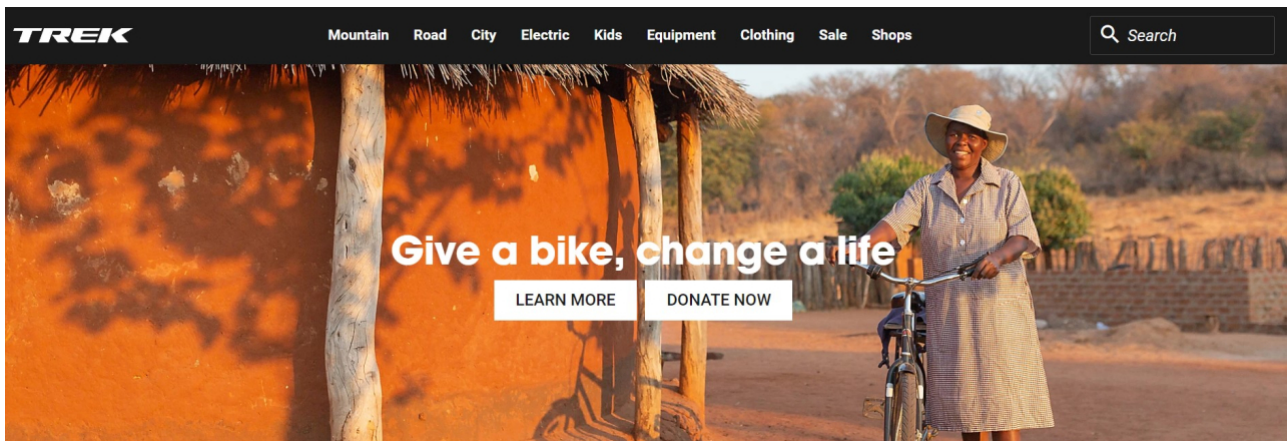 TREK
Mountain Road City Electric Kids Equipment Clothing Sale Shops
Search
Give a bike, change a life
LEARN MORE
DONATE NOW